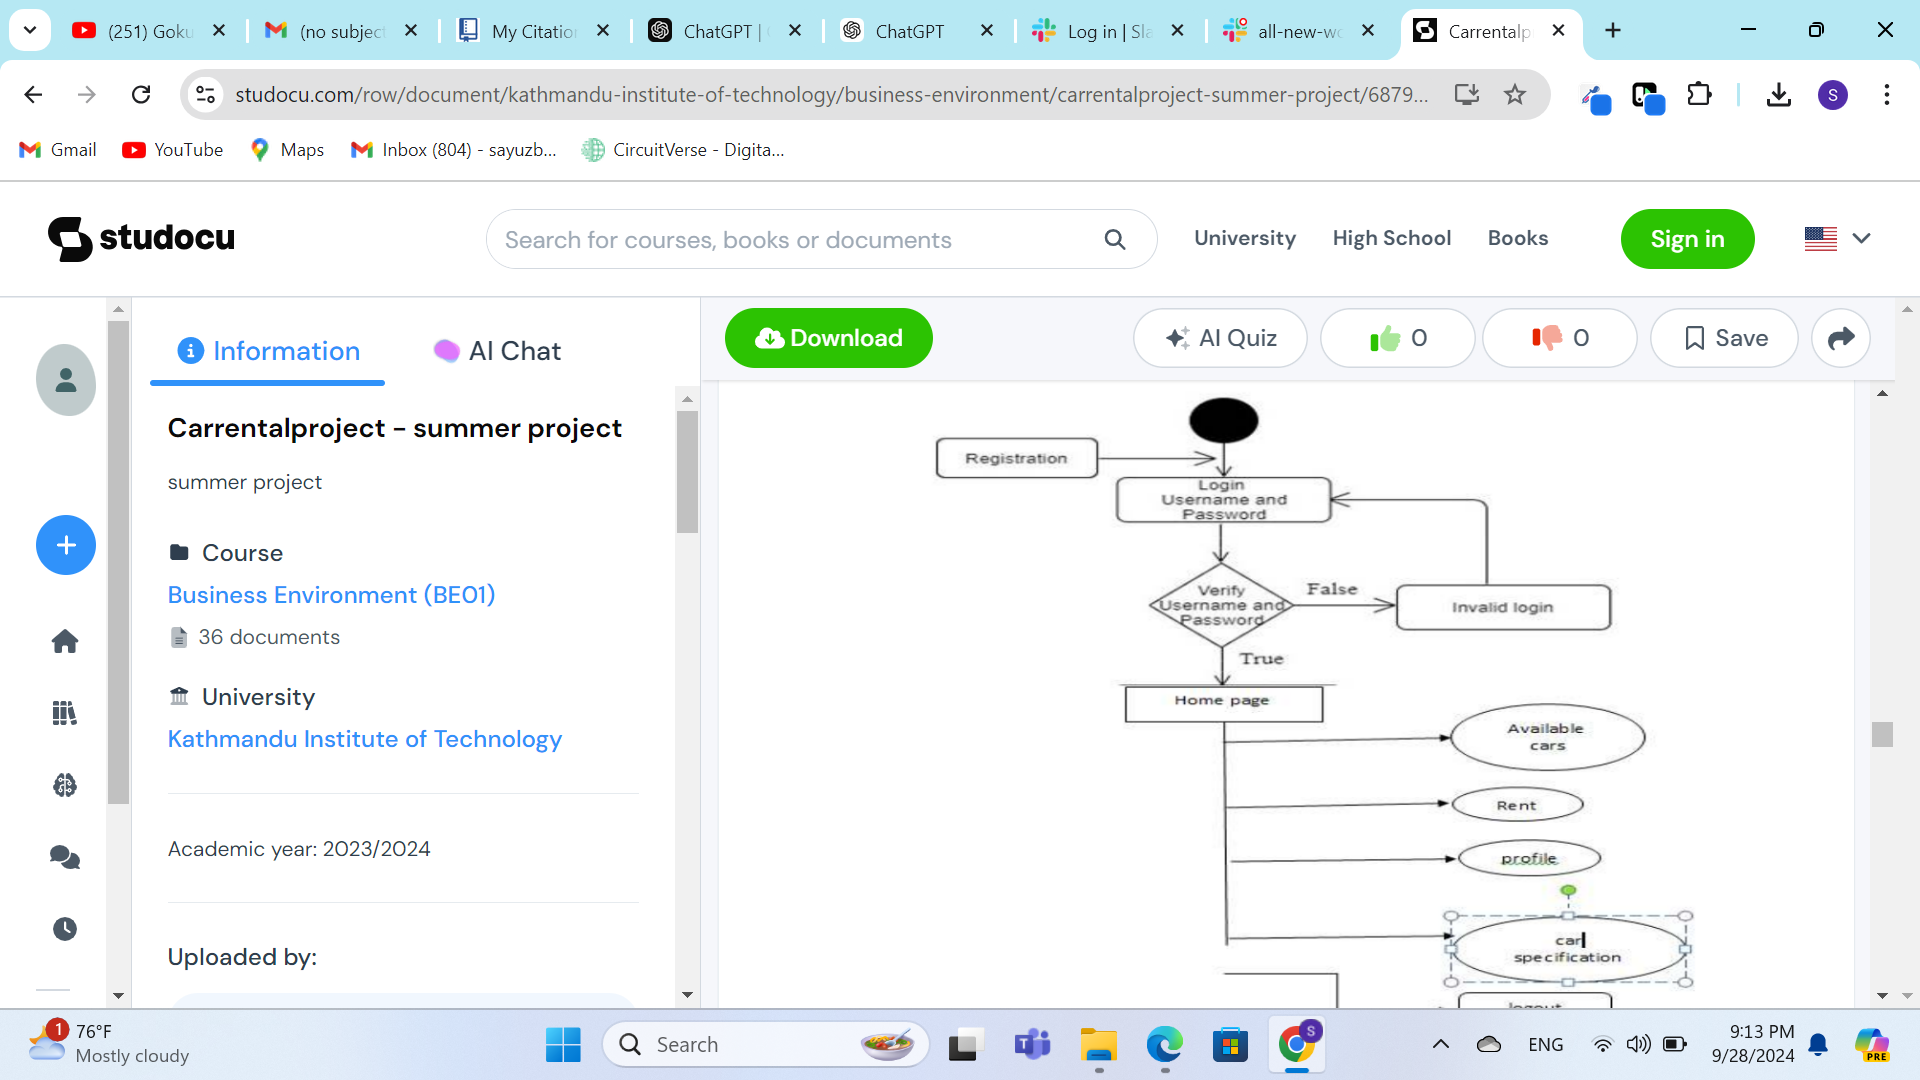 (251) Goku
(no subject
My Citation
ChatGPT |
ChatGPT
Log in | Sla
all-new-wo
Carrentalp
studocu.com/row/document/kathmandu-institute-of-technology/business-environment/carrentalproject-summer-project/6879...
S
Gmail
YouTube
Maps
Inbox (804) - sayuzb...
CircuitVerse - Digita...
studocu
Search for courses, books or documents
University
High School
Books
Sign in
Information
AI Chat
Download
AI Quiz
0
0
Save
Carrentalproject - summer project
summer project
Course
Business Environment (BE01)
36 documents
University
Kathmandu Institute of Technology
Academic year: 2023/2024
Uploaded by:
Registration
Login
Username and
Password
Verify
Username and
Password
False
Invalid login
True
Home page
Available
cars
Rent
profile
car
specification
logout
1
76°F
Mostly cloudy
Search
T
S
ENG
9:13 PM
9/28/2024
PRE